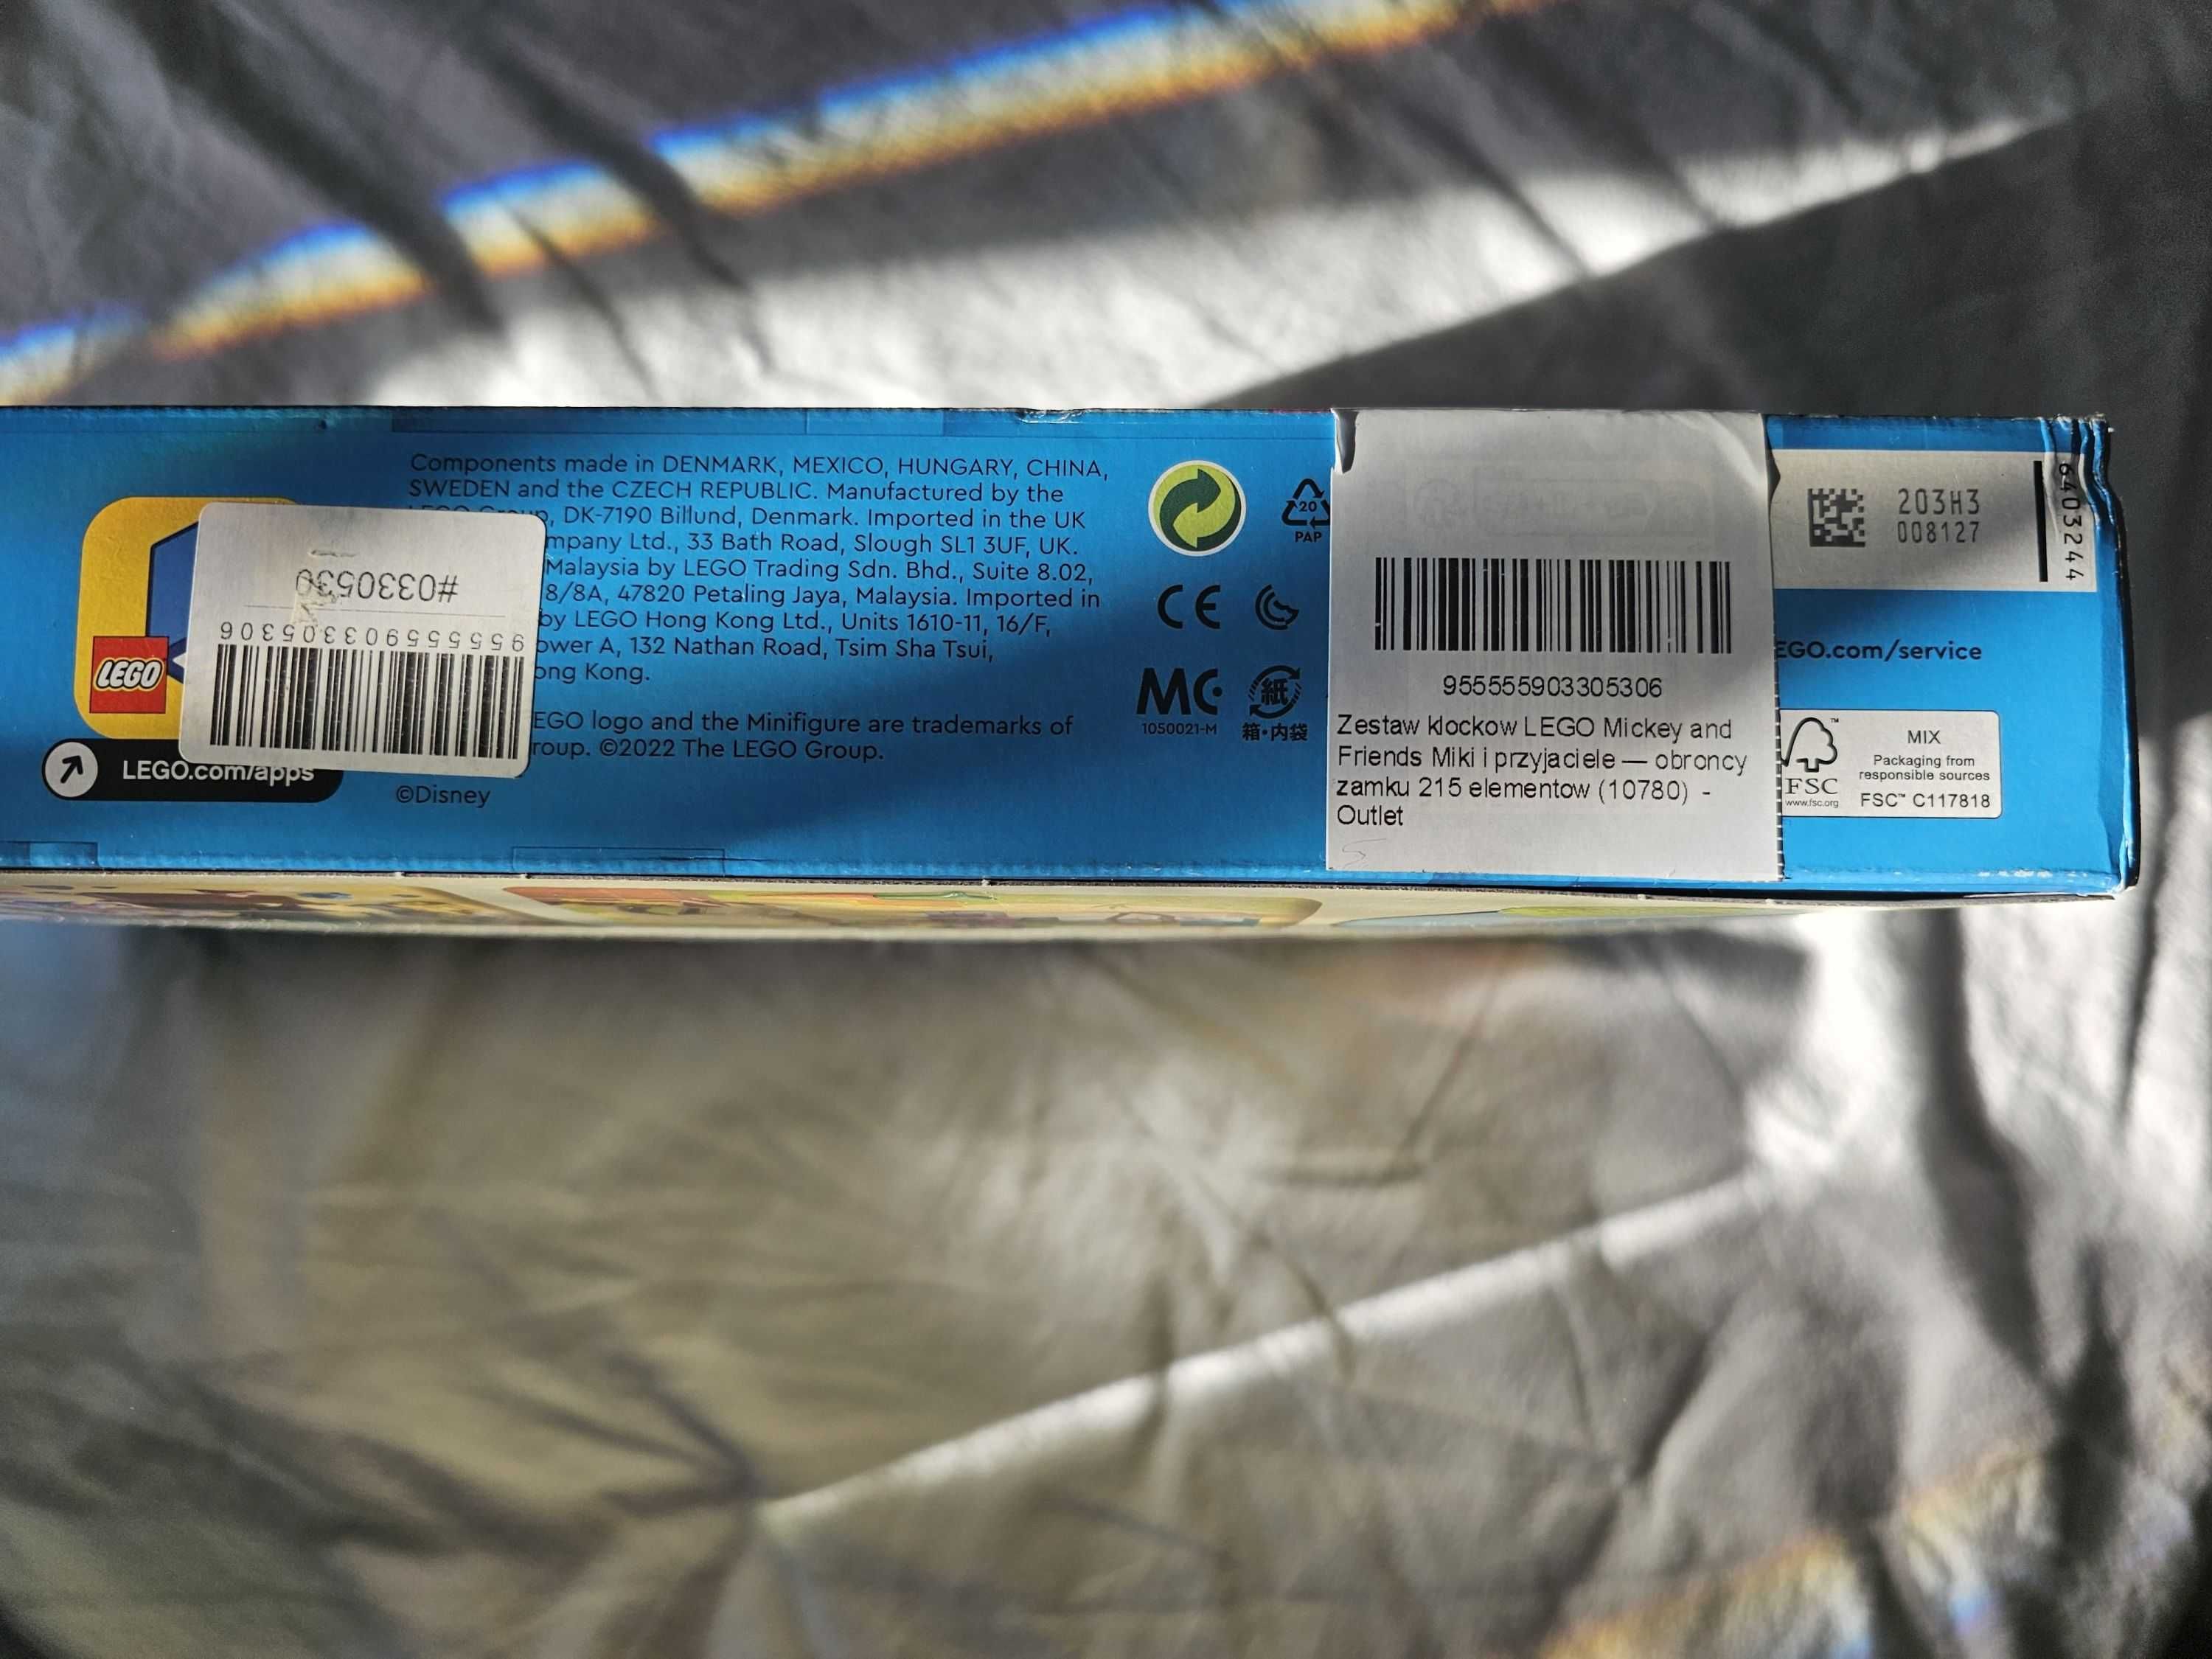 LEGO
LEGO.com/apps
#0330530
955555903305306
Components made in DENMARK, MEXICO, HUNGARY, CHINA,
SWEDEN and the CZECH REPUBLIC. Manufactured by the
LEGO Group, DK-7190 Billund, Denmark. Imported in the UK
mpany Ltd., 33 Bath Road, Slough SL1 3UF, UK.
Malaysia by LEGO Trading Sdn. Bhd., Suite 8.02,
8/8A, 47820 Petaling Jaya, Malaysia. Imported in
by LEGO Hong Kong Ltd., Units 1610-11, 16/F,
ower A, 132 Nathan Road, Tsim Sha Tsui,
ong Kong.
EGO logo and the Minifigure are trademarks of
roup. ©2022 The LEGO Group.
©Disney
20
PAP
CE
MC
1050021-M
紙
箱・内袋
955555903305306
Zestaw klockow LEGO Mickey and
Friends Miki i przyjaciele — obroncy
zamku 215 elementow (10780) -
Outlet
203H3
008127
6403244
EGO.com/service
FSC™
www.fsc.org
MIX
Packaging from
responsible sources
FSC™ C117818